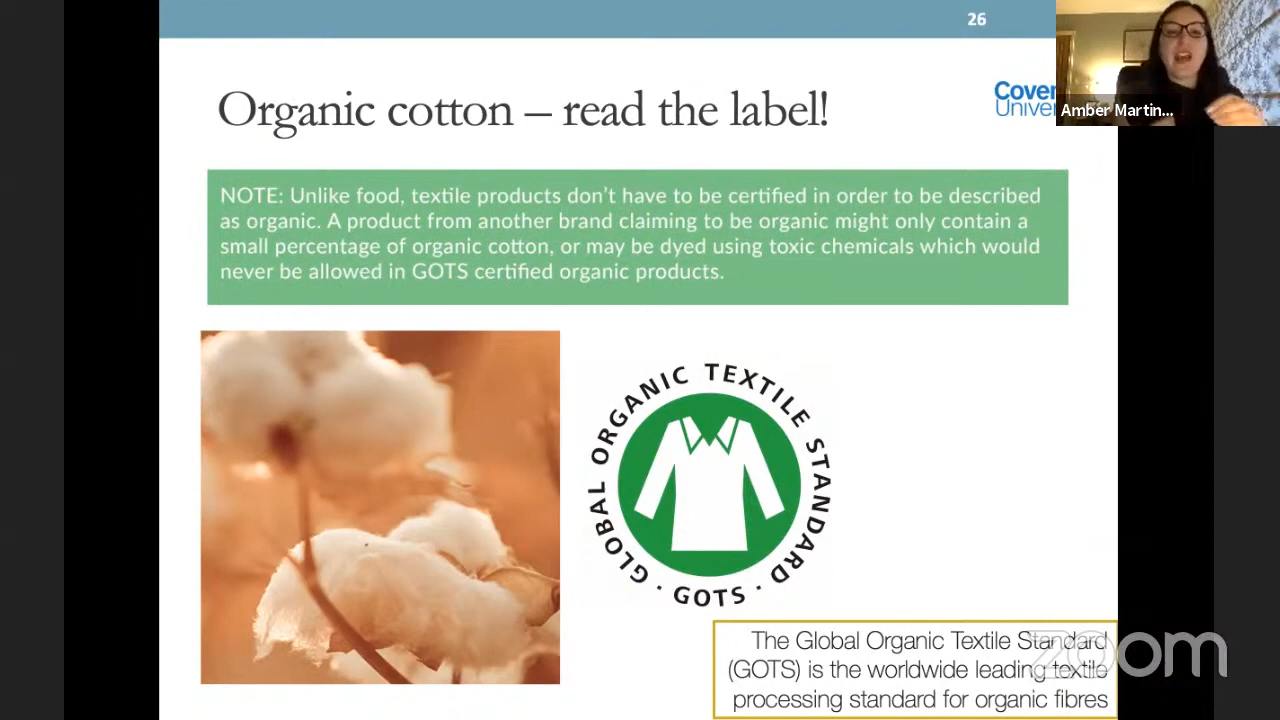 26
Organic cotton – read the label!
Cover
Univer
Amber Martin...
NOTE: Unlike food, textile products don't have to be certified in order to be described
as organic. A product from another brand claiming to be organic might only contain a
small percentage of organic cotton, or may be dyed using toxic chemicals which would
never be allowed in GOTS certified organic products.
GLOBAL ORGANIC TEXTILE STANDARD
· GOTS ·
The Global Organic Textile Standard
(GOTS) is the worldwide leading textile
processing standard for organic fibres
zoom